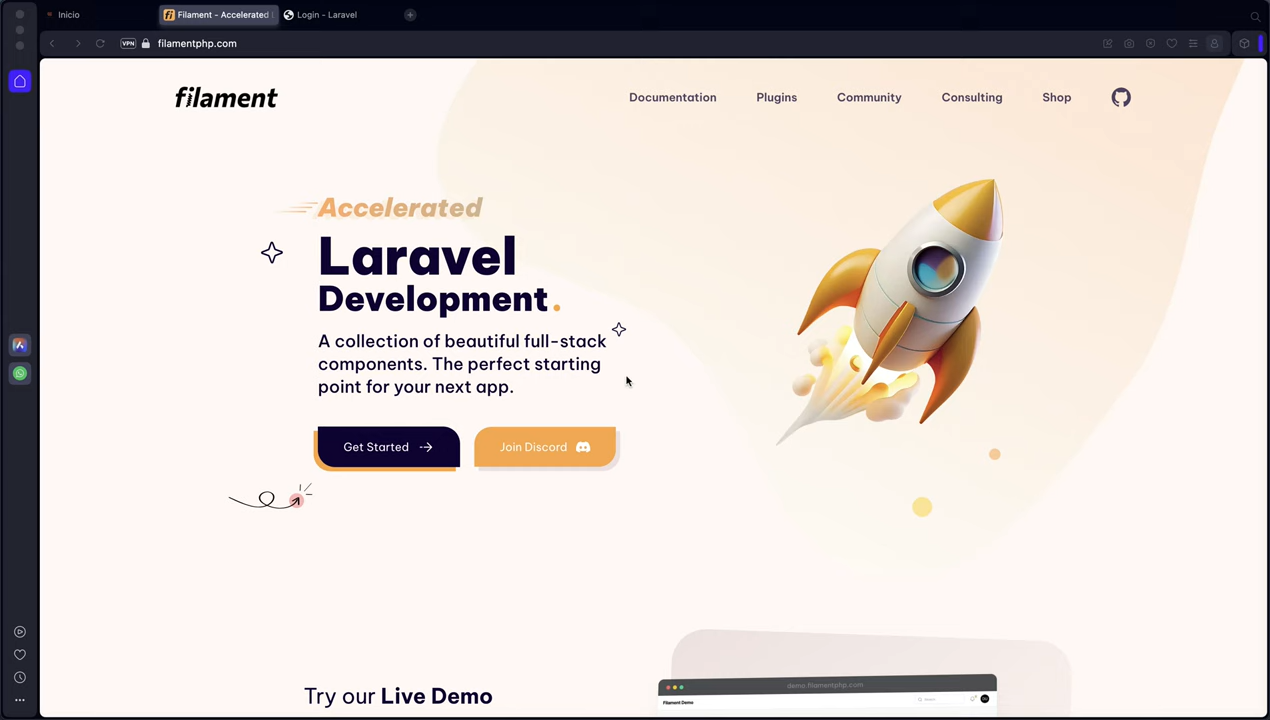 Inicio
Filament - Accelerated
Login - Laravel
VPN
filamentphp.com
filament
Documentation
Plugins
Community
Consulting
Shop
Accelerated
Laravel
Development.
A collection of beautiful full-stack
components. The perfect starting
point for your next app.
Get Started
Join Discord
Try our Live Demo
demo.filamentphp.com
Filament Demo